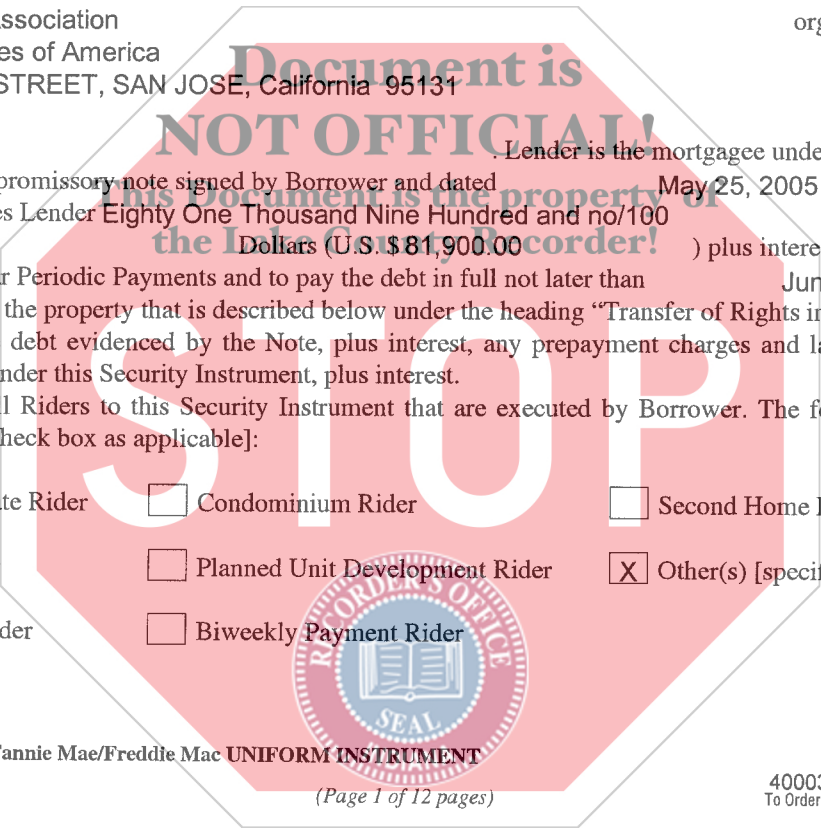 ssociation
org
es of America
STREET, SAN JOSE, California 95131
Document is
NOT OFFICIAL!
. Lender is the mortgagee unde
promissory note signed by Borrower and dated May 25, 2005
This Document is the property of
s Lender Eighty One Thousand Nine Hundred and no/100
the Lake County Recorder!
Dollars (U.S. $ 81,900.00 ) plus intere
r Periodic Payments and to pay the debt in full not later than Jun
the property that is described below under the heading “Transfer of Rights in
debt evidenced by the Note, plus interest, any prepayment charges and la
nder this Security Instrument, plus interest.
l Riders to this Security Instrument that are executed by Borrower. The fo
heck box as applicable]:
STOP
te Rider Condominium Rider Second Home
Planned Unit Development Rider X Other(s) [specif
der Biweekly Payment Rider
RECORDER'S OFFICE
SEAL
INDIANA
annie Mae/Freddie Mac UNIFORM INSTRUMENT
(Page 1 of 12 pages)
40003
To Order